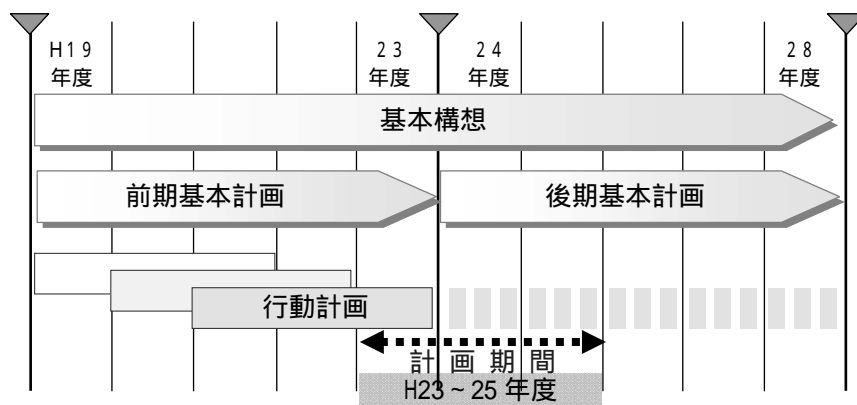 H19
年度
23
年度
24
年度
28
年度
基本構想
前期基本計画
後期基本計画
行動計画
計画期間
H23~25年度